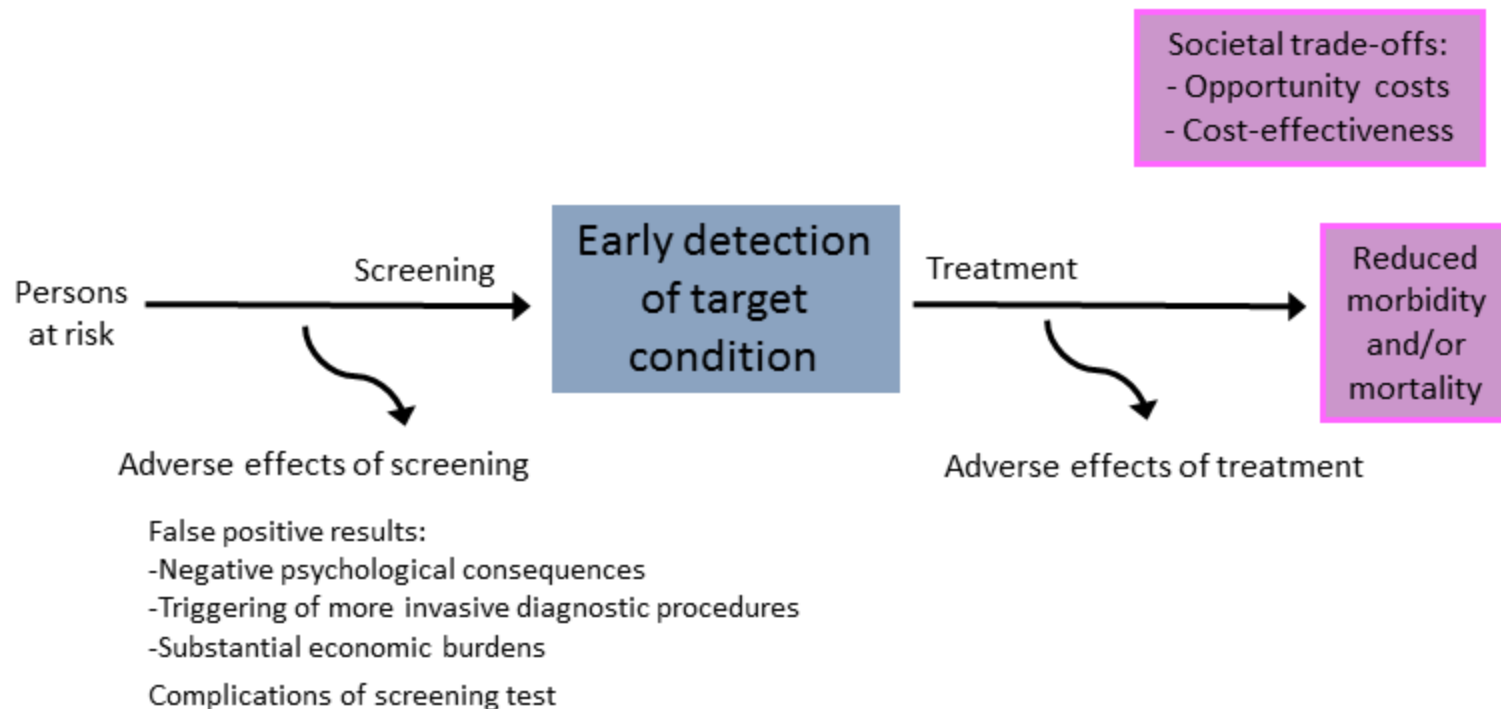 Societal trade-offs:
- Opportunity costs
- Cost-effectiveness
Persons
at risk
Screening
Early detection
of target
condition
Treatment
Reduced
morbidity
and/or
mortality
Adverse effects of screening
Adverse effects of treatment
False positive results:
-Negative psychological consequences
-Triggering of more invasive diagnostic procedures
-Substantial economic burdens
Complications of screening test